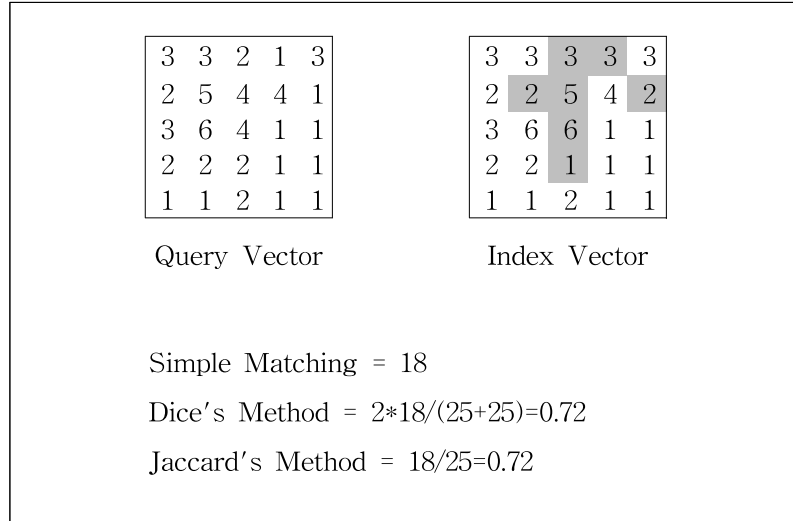 3 3 2 1 3
2 5 4 4 1
3 6 4 1 1
2 2 2 1 1
1 1 2 1 1
Query Vector
3 3 3 3 3
2 2 5 4 2
3 6 6 1 1
2 2 1 1 1
1 1 2 1 1
Index Vector
Simple Matching = 18
Dice's Method = 2*18/(25+25)=0.72
Jaccard's Method = 18/25=0.72